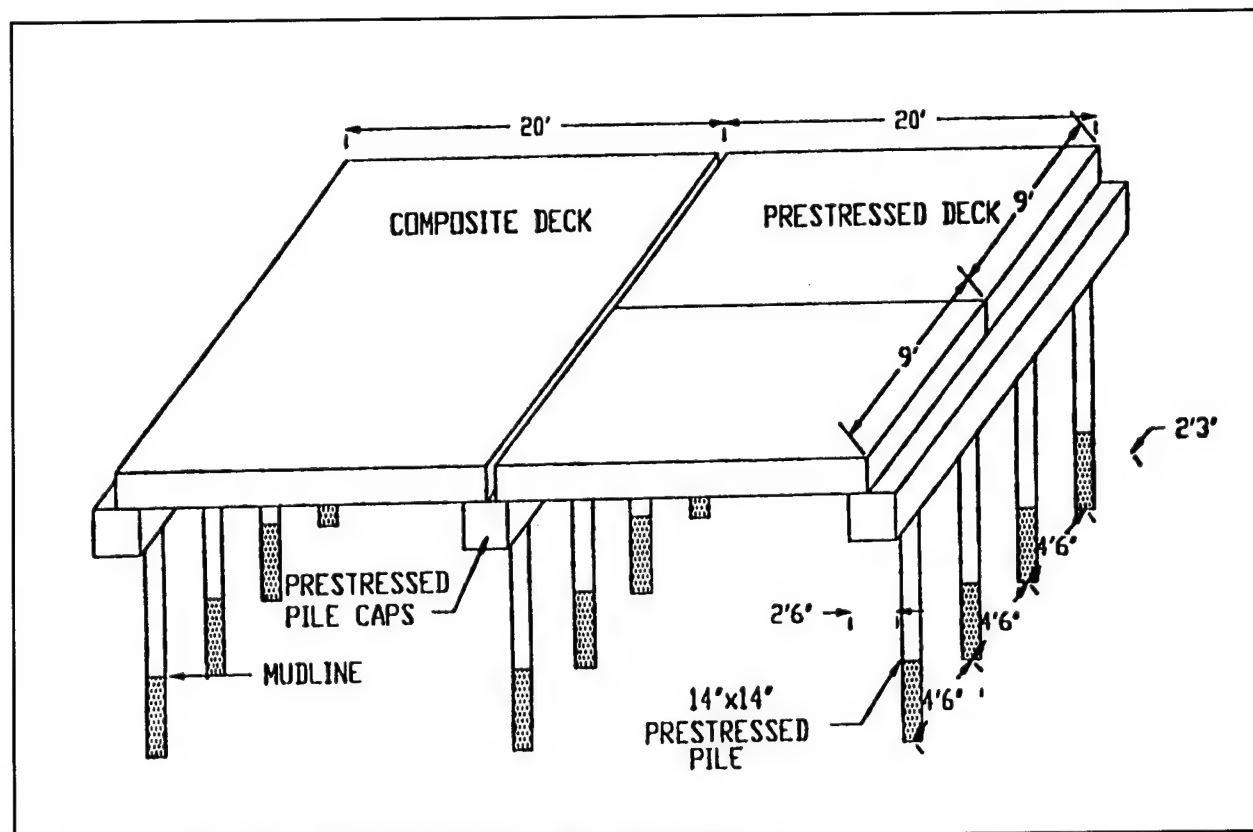 20'
20'
COMPOSITE DECK
PRESTRESSED DECK
9'
9'
2'3"
4'6"
PRESTRESSED
PILE CAPS
2'6"
4'6"
MUDLINE
4'6"
14"x14"
PRESTRESSED
PILE